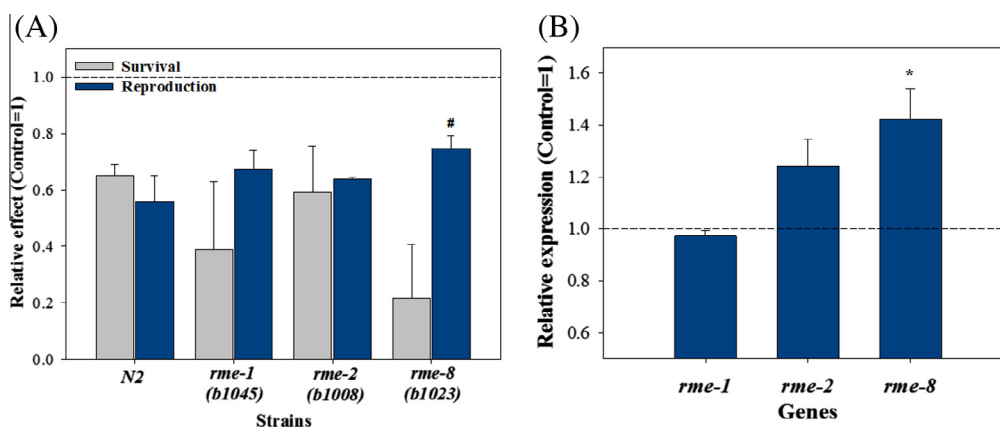 (A)
Relative effect (Control=1)
1.0
0.8
0.6
0.4
0.2
0.0
Survival
Reproduction
#
N2
rme-1
(b1045)
rme-2
(b1008)
rme-8
(b1023)
Strains
(B)
Relative expression (Control=1)
1.6
1.4
1.2
1.0
0.8
0.6
*
rme-1
rme-2
rme-8
Genes